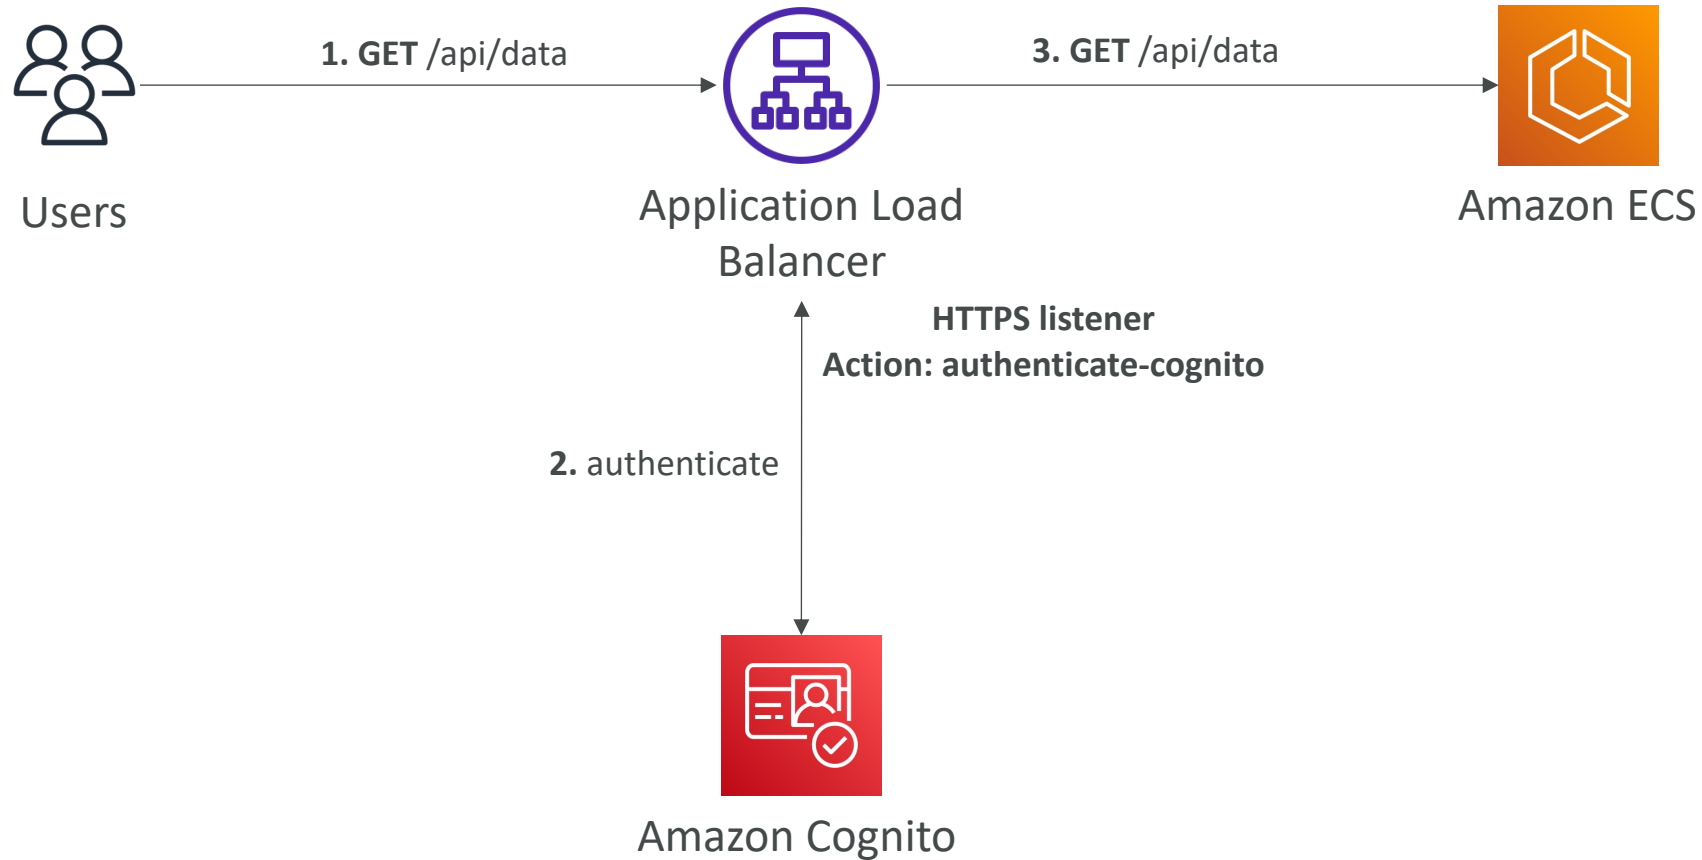 1. GET /api/data
3. GET /api/data
Users
Application Load
Balancer
Amazon ECS
HTTPS listener
Action: authenticate-cognito
2. authenticate
Amazon Cognito